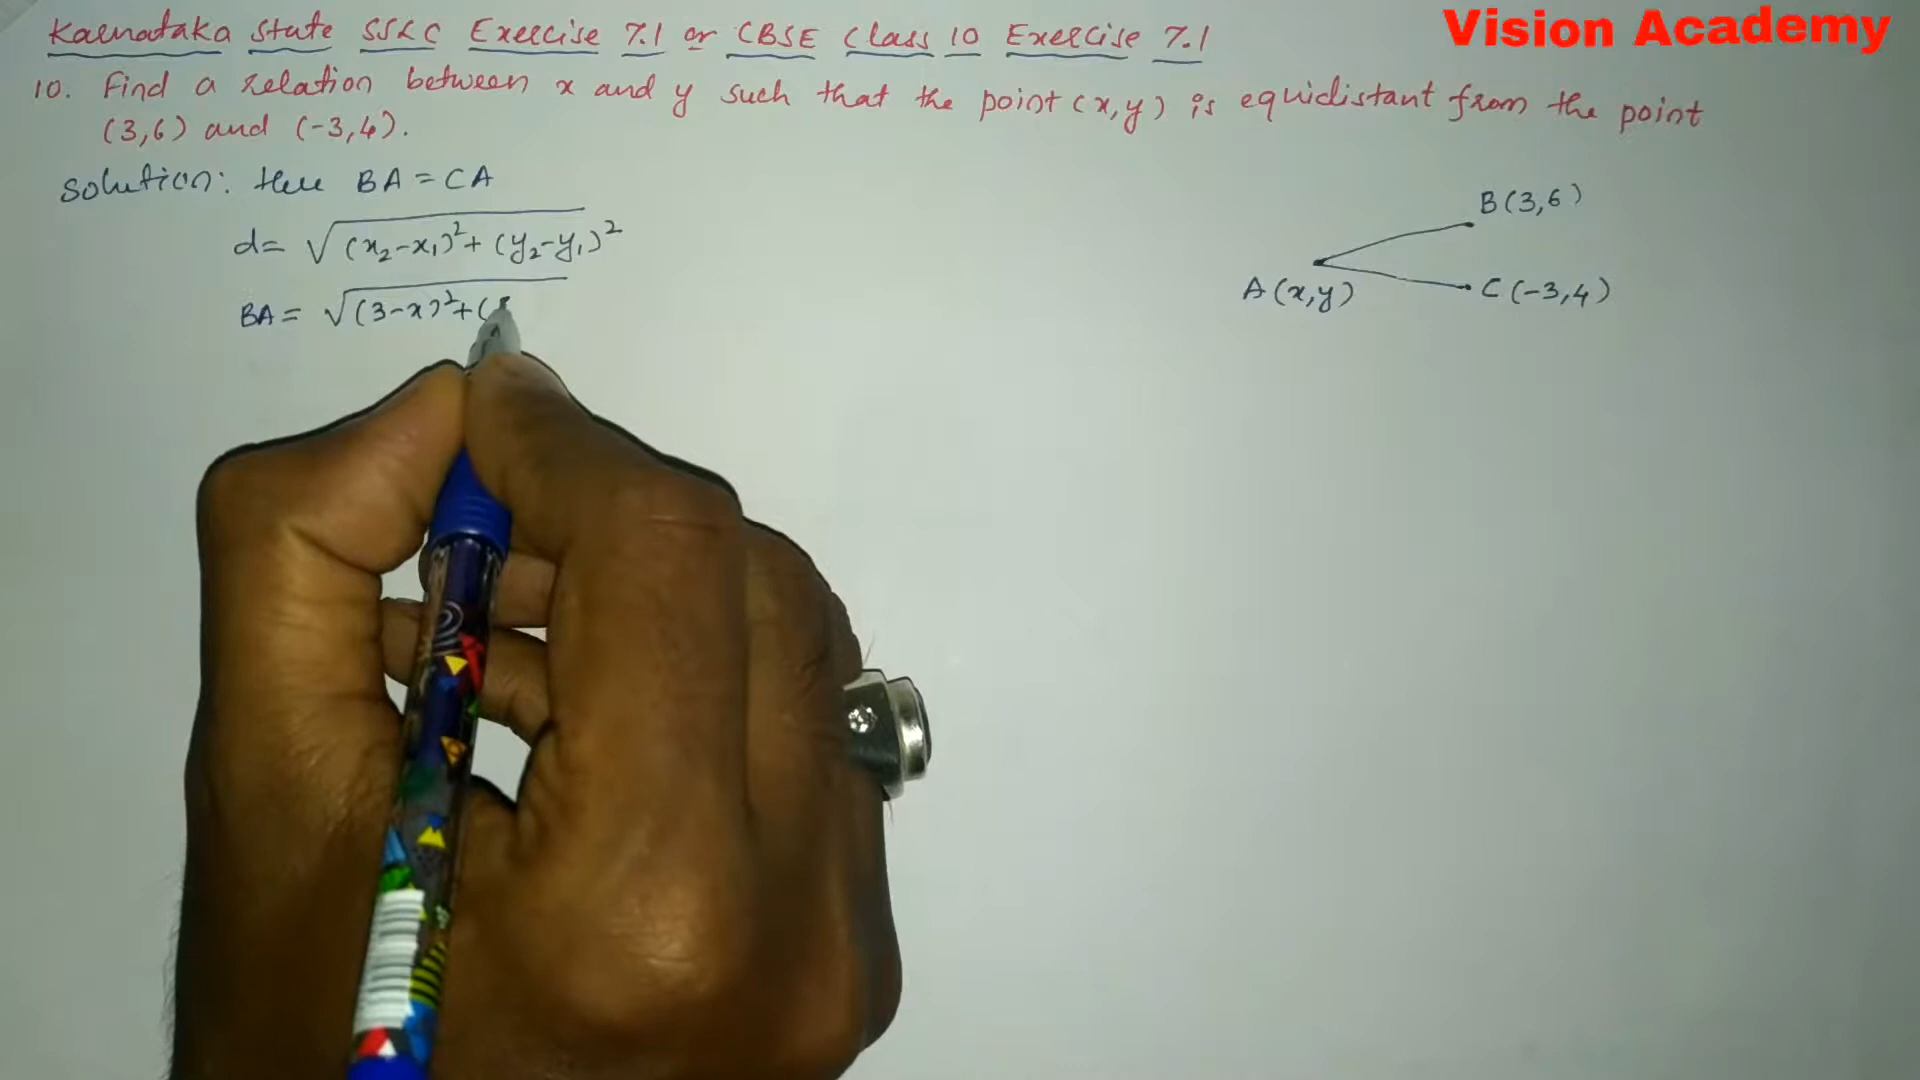 Karnataka State SSLC Exercise 7.1 or CBSE Class 10 Exercise 7.1
Vision Academy
10. Find a relation between x and y such that the point (x,y) is equidistant from the point
(3,6) and (-3,4).
Solution: Here BA = CA
d = √(x₂-x₁)²+(y₂-y₁)²
BA = √(3-x)²+(
B(3,6)
A(x,y)
C(-3,4)